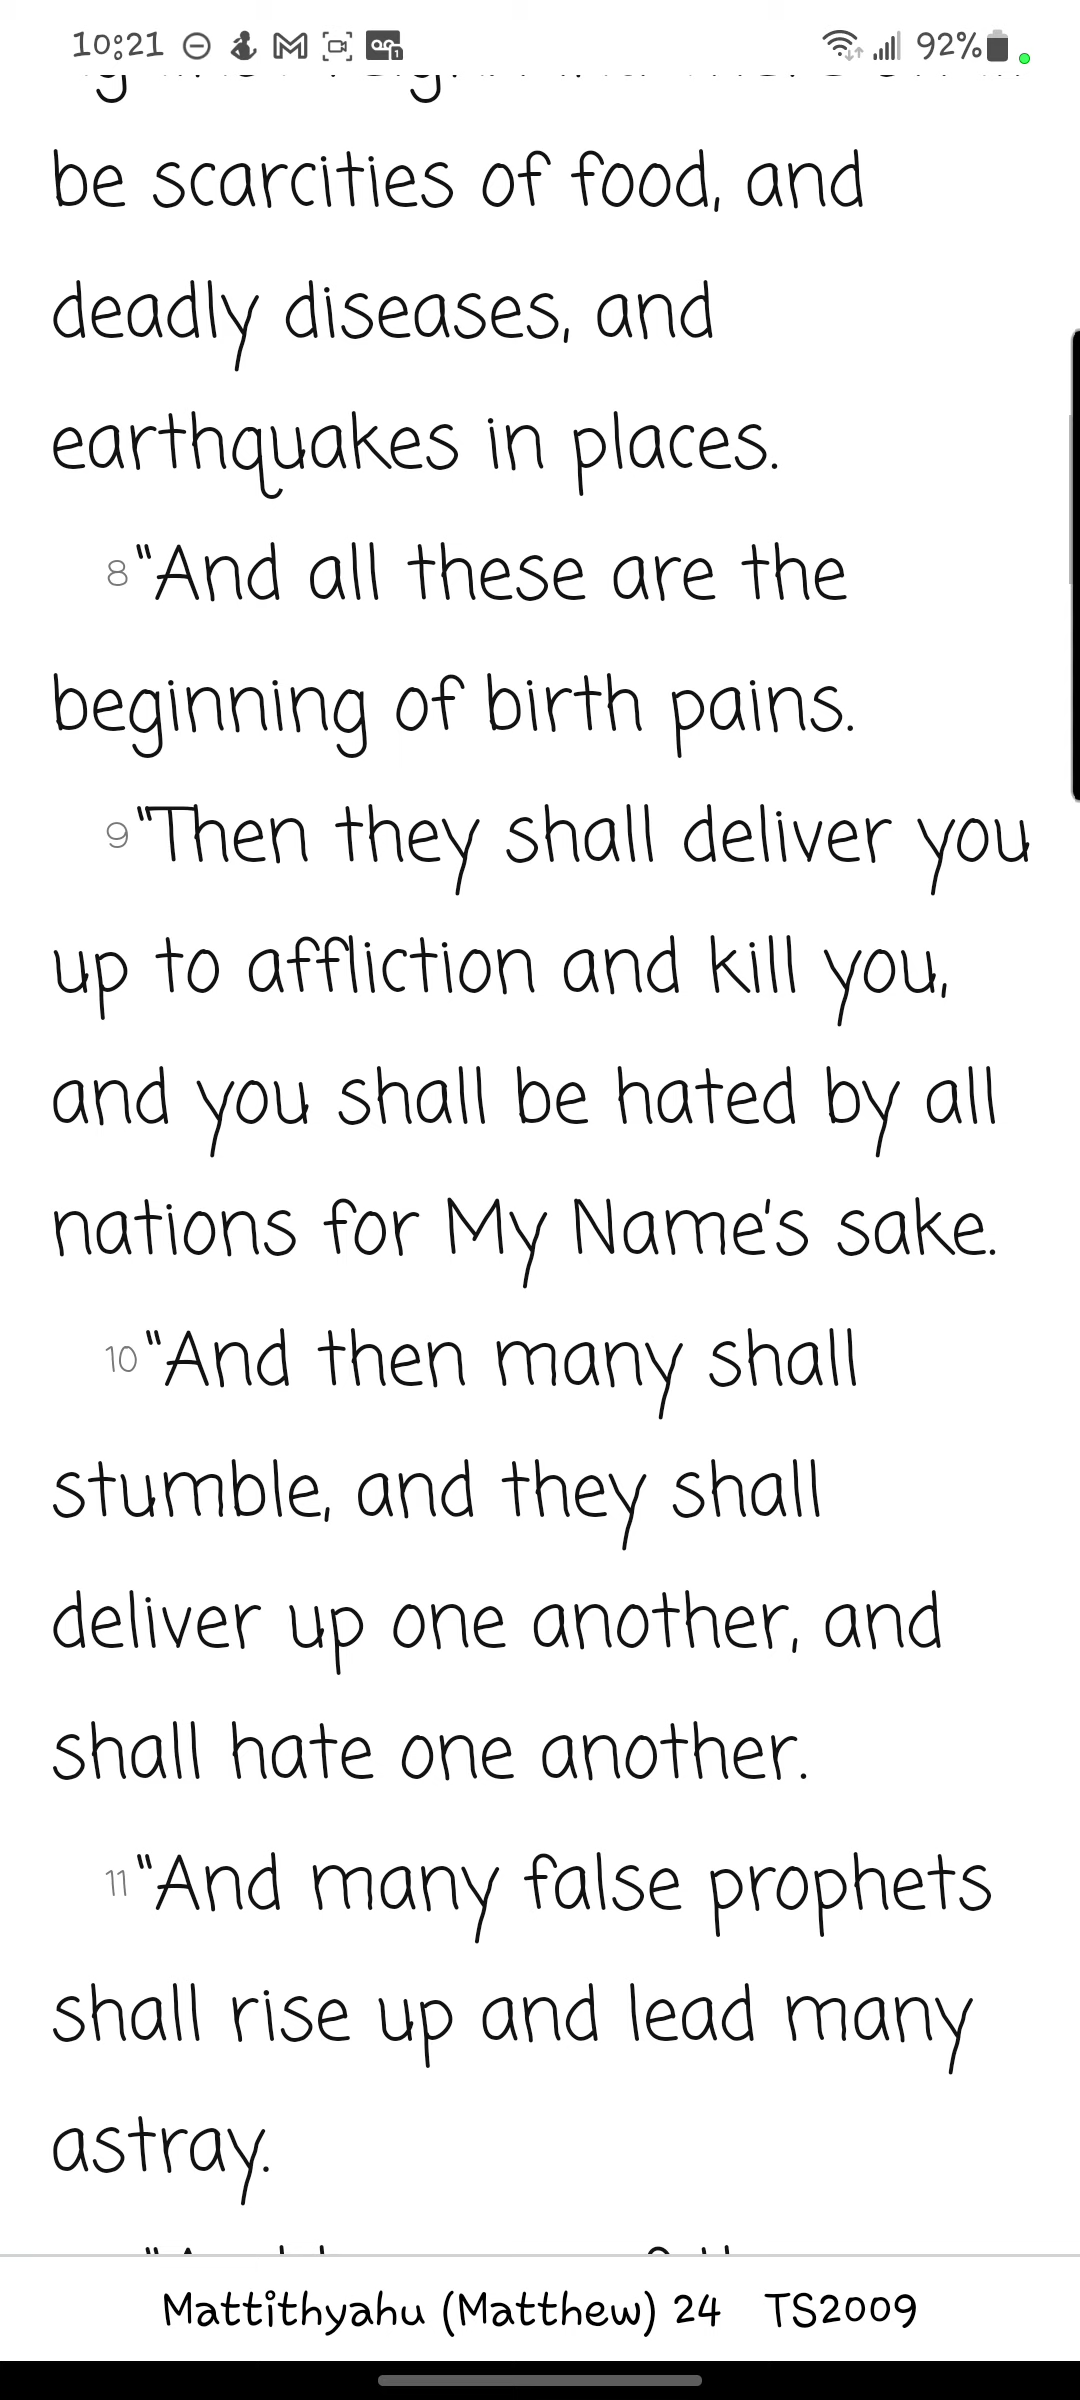 10:21 92%
be scarcities of food, and
deadly diseases, and
earthquakes in places.
8 "And all these are the
beginning of birth pains.
9 "Then they shall deliver you
up to affliction and kill you,
and you shall be hated by all
nations for My Name's sake.
10 "And then many shall
stumble, and they shall
deliver up one another, and
shall hate one another.
11 "And many false prophets
shall rise up and lead many
astray.
Mattithyahu (Matthew) 24 TS2009